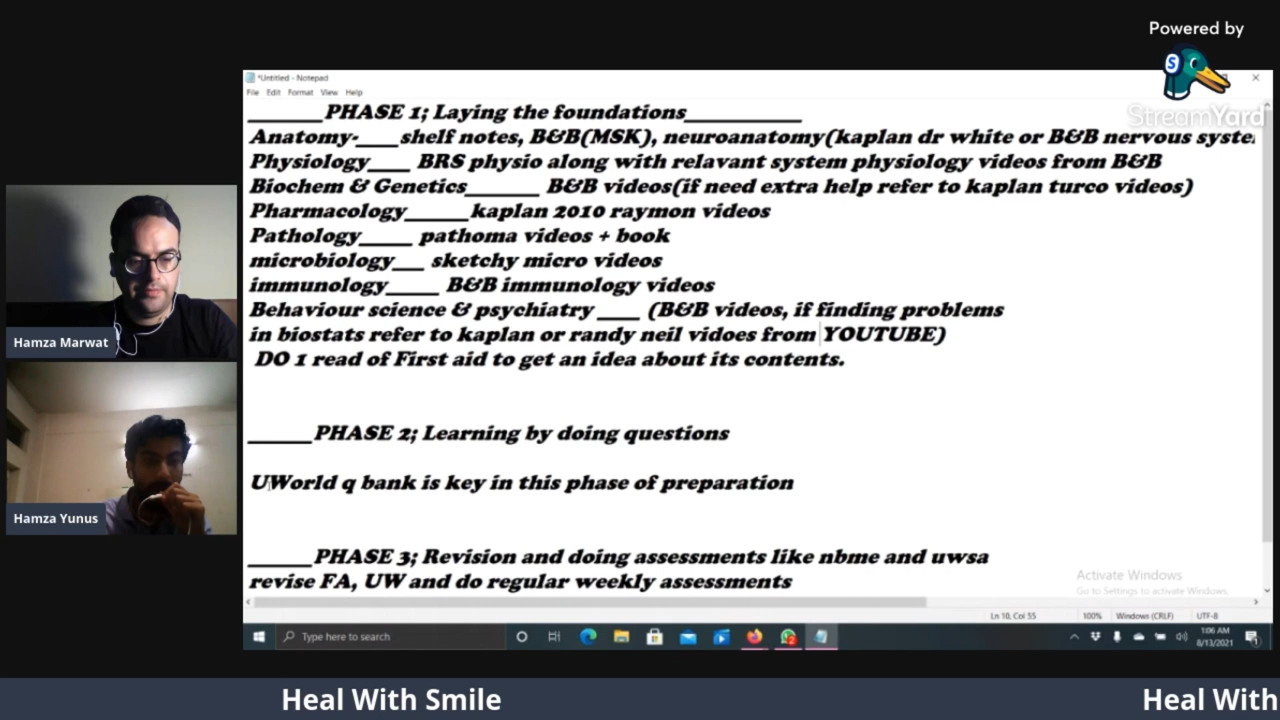 Powered by
StreamYard
*Untitled - Notepad
File Edit Format View Help
_______PHASE 1; Laying the foundations___________
Anatomy-____shelf notes, B&B(MSK), neuroanatomy(kaplan dr white or B&B nervous
Physiology____ BRS physio along with relavant system physiology videos from B&B
Biochem & Genetics_______ B&B videos(if need extra help refer to kaplan turco videos)
Pharmacology______kaplan 2010 raymon videos
Pathology_____ pathoma videos + book
microbiology___ sketchy micro videos
immunology_____ B&B immunology videos
Behaviour science & psychiatry____ (B&B videos, if finding problems
in biostats refer to kaplan or randy neil vidoes from YOUTUBE)
DO 1 read of First aid to get an idea about its contents.
______PHASE 2; Learning by doing questions
UWorld q bank is key in this phase of preparation
______PHASE 3; Revision and doing assessments like nbme and uwsa
revise FA, UW and do regular weekly assessments
Hamza Marwat
Hamza Yunus
Activate Windows
Go to Settings to activate Windows.
Ln 10, Col 55 100% Windows (CRLF) UTF-8
Type here to search
1:06 AM
8/13/2021
Heal With Smile
Heal With